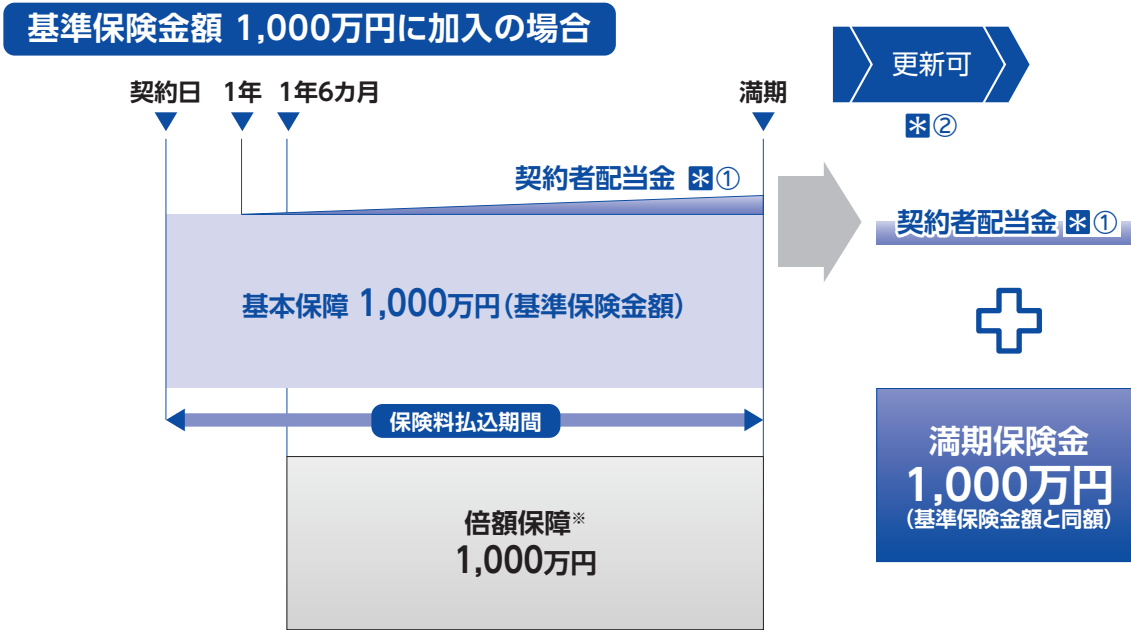 基準保険金額 1,000万円に加入の場合
契約日 1年 1年6カ月 満期
更新可
*②
契約者配当金 *①
契約者配当金 *①
基本保障 1,000万円(基準保険金額)
保険料払込期間
倍額保障※
1,000万円
満期保険金
1,000万円
(基準保険金額と同額)